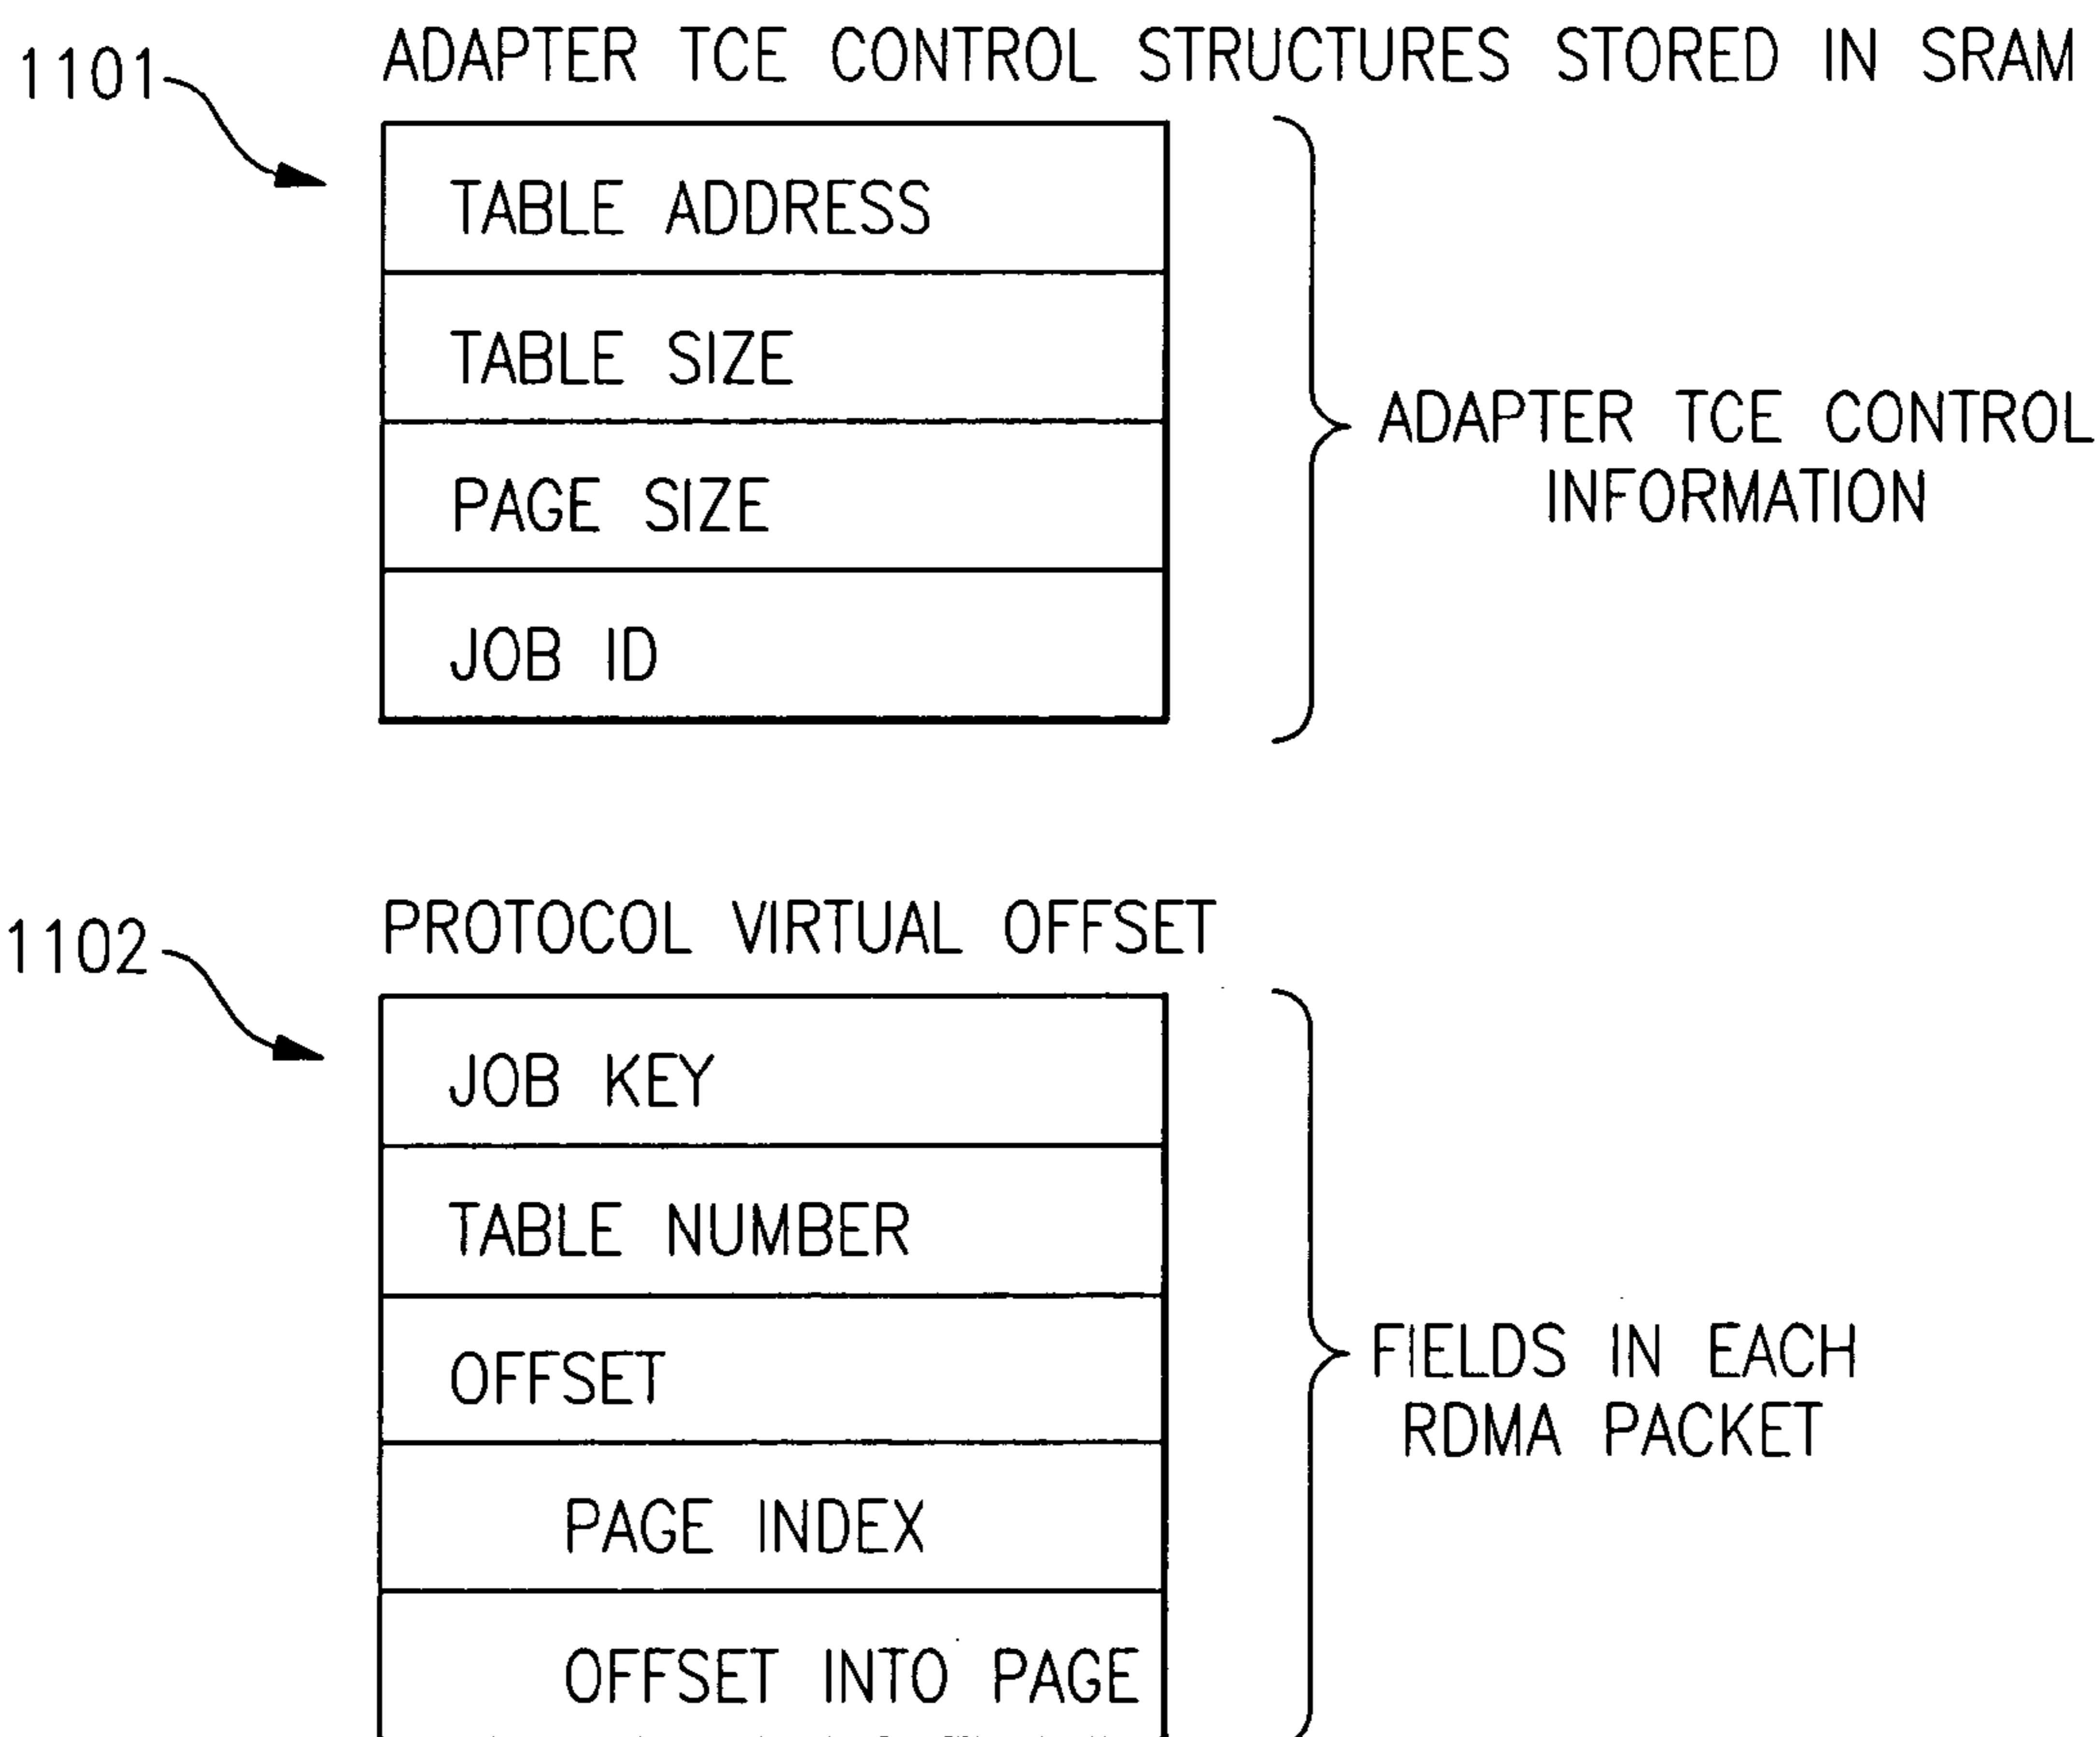 1101
ADAPTER TCE CONTROL STRUCTURES STORED IN SRAM
TABLE ADDRESS
TABLE SIZE
PAGE SIZE
JOB ID
ADAPTER TCE CONTROL
INFORMATION
1102
PROTOCOL VIRTUAL OFFSET
JOB KEY
TABLE NUMBER
OFFSET
PAGE INDEX
OFFSET INTO PAGE
FIELDS IN EACH
RDMA PACKET